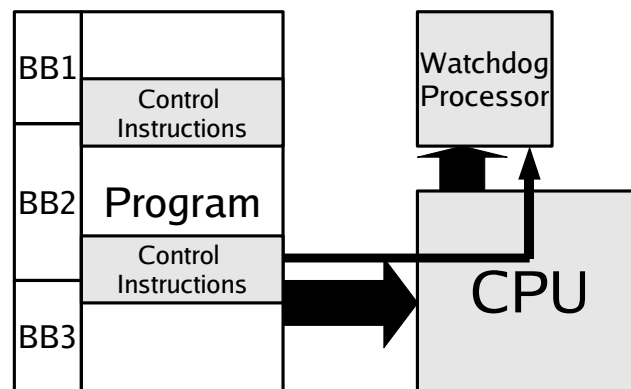 BB1
Control
Instructions
BB2
Program
Control
Instructions
BB3
Watchdog
Processor
CPU